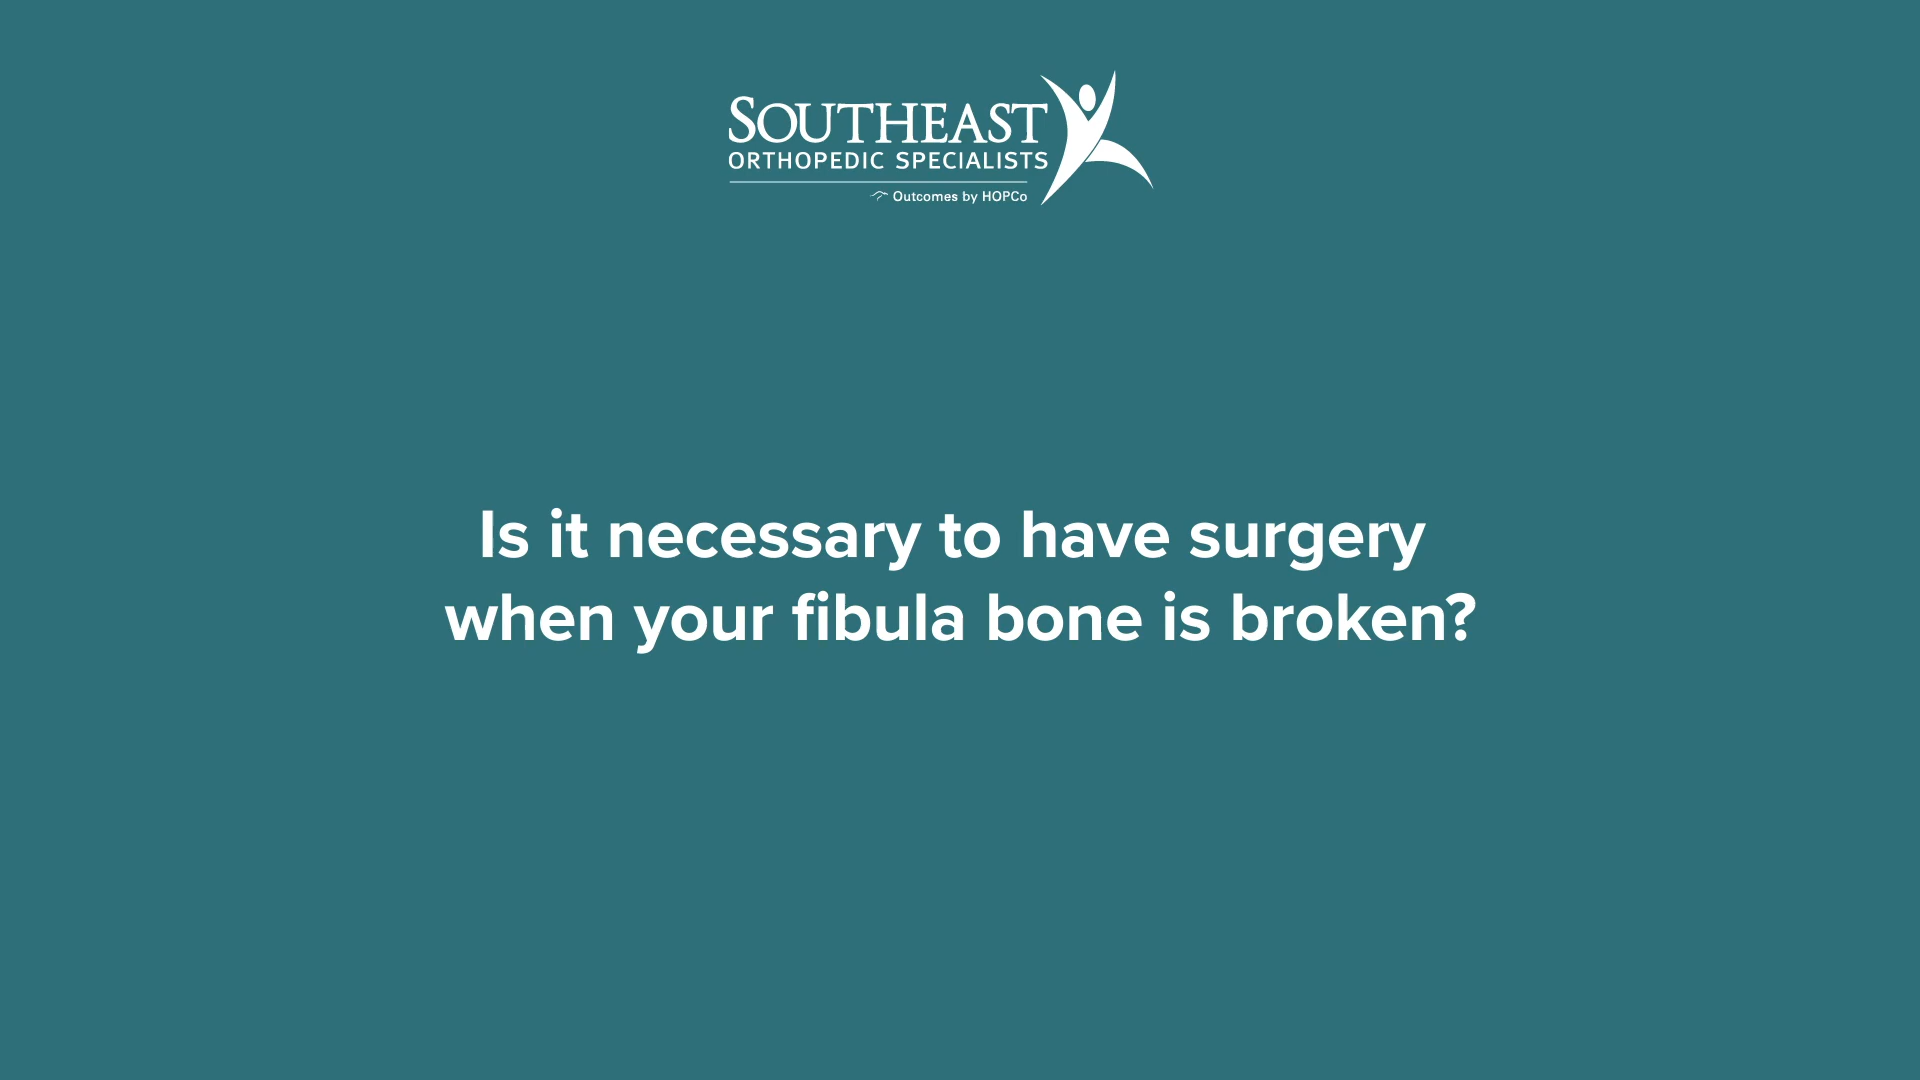 SOUTHEAST
ORTHOPEDIC SPECIALISTS
Outcomes by HOPCo
Is it necessary to have surgery
when your fibula bone is broken?